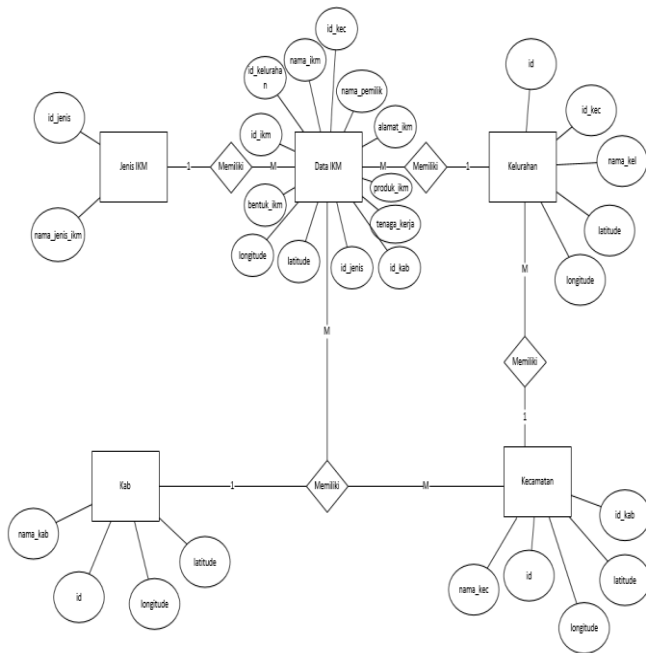 id_kec
nama_ikm
id_kelurahan
n
nama_pemilik
id
id_jenis
id_ikm
alamat_ikm
id_kec
Jenis IKM
1
Memiliki
M
Data IKM
M
Memiliki
1
Kelurahan
nama_kel
bentuk_ikm
produk_ikm
tenaga_kerja
nama_jenis_ikm
longitude
latitude
id_jenis
id_kab
latitude
longitude
M
M
Memiliki
1
Kab
1
Memiliki
M
Kecamatan
nama_kab
id
longitude
latitude
nama_kec
id
id_kab
latitude
longitude